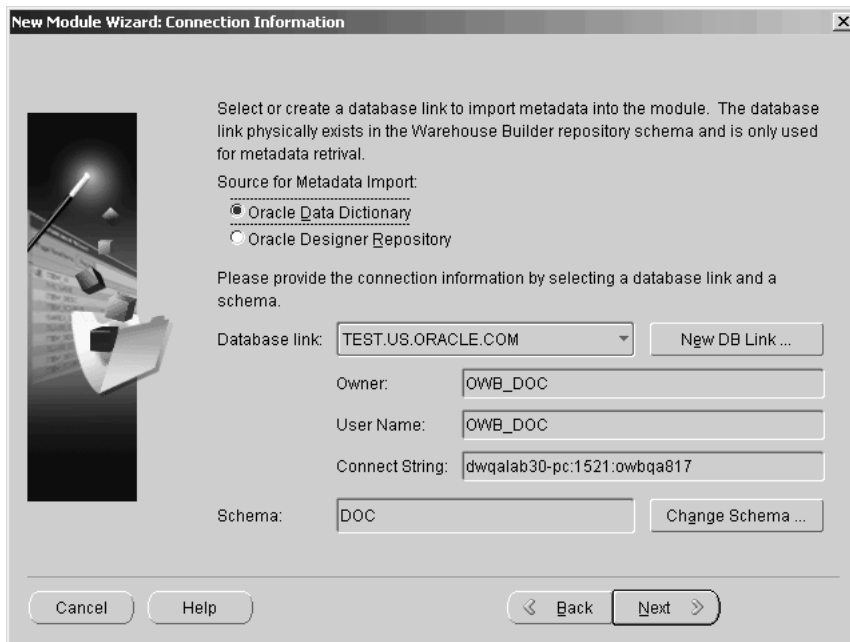 New Module Wizard: Connection Information
Select or create a database link to import metadata into the module. The database
link physically exists in the Warehouse Builder repository schema and is only used
for metadata retrival.
Source for Metadata Import:
Oracle Data Dictionary
Oracle Designer Repository
Please provide the connection information by selecting a database link and a
schema.
Database link: TEST.US.ORACLE.COM New DB Link ...
Owner: OWB_DOC
User Name: OWB_DOC
Connect String: dwqalab30-pc:1521:owbqa817
Schema: DOC Change Schema ...
Cancel Help Back Next